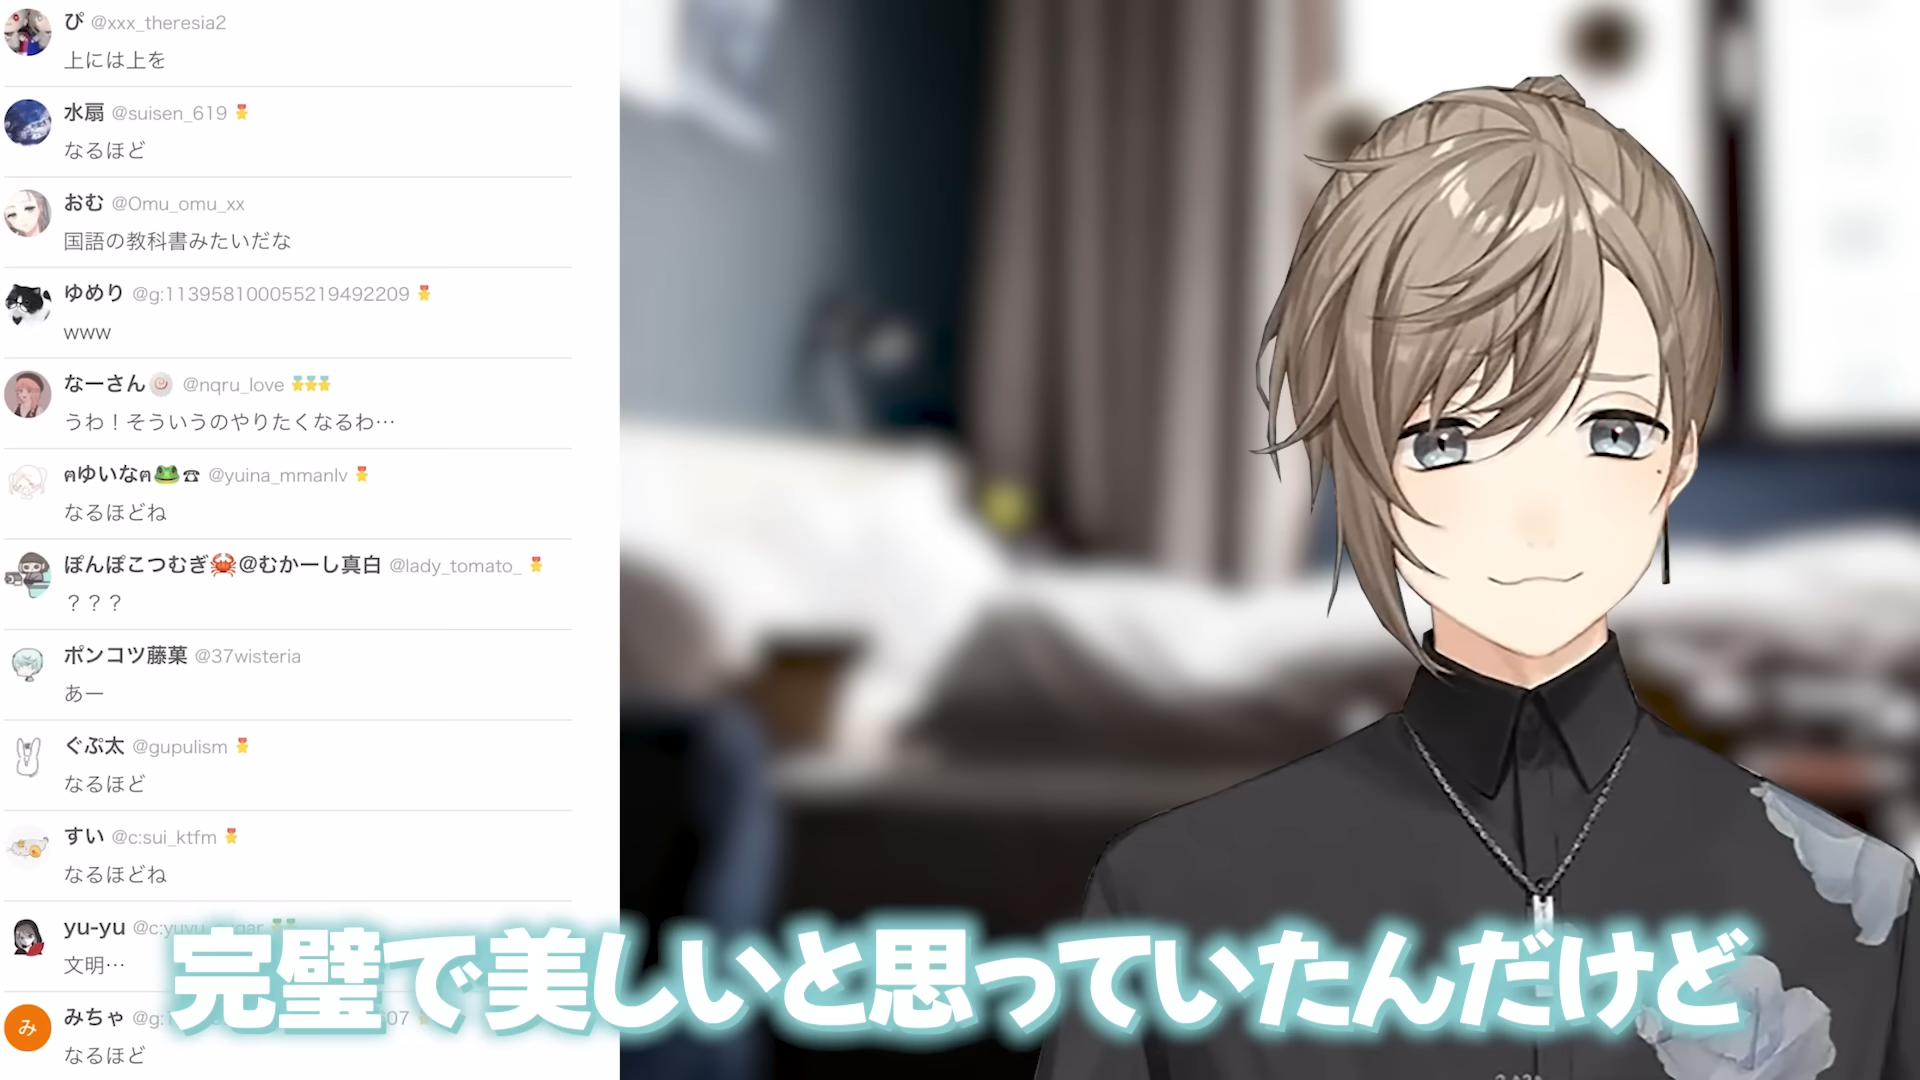 ぴ @xxx_theresia2
上には上を
水扇 @suisen_619
なるほど
おむ @Omu_omu_xx
国語の教科書みたいだな
ゆめり @g:113958100055219492209
www
なーさん🍥 @nqru_love
うわ！そういうのやりたくなるわ…
ฅゆいなฅ🐸☎ @yuina_mmanlv
なるほどね
ぽんぽこつむぎ🦀@むかーし真白 @lady_tomato_
？？？
ポンコツ藤菓 @37wisteria
あー
ぐぷ太 @gupulism
なるほど
すい @c:sui_ktfm
なるほどね
yu-yu
文明…
完璧で美しいと思っていたんだけど
みちゃ
み
なるほど